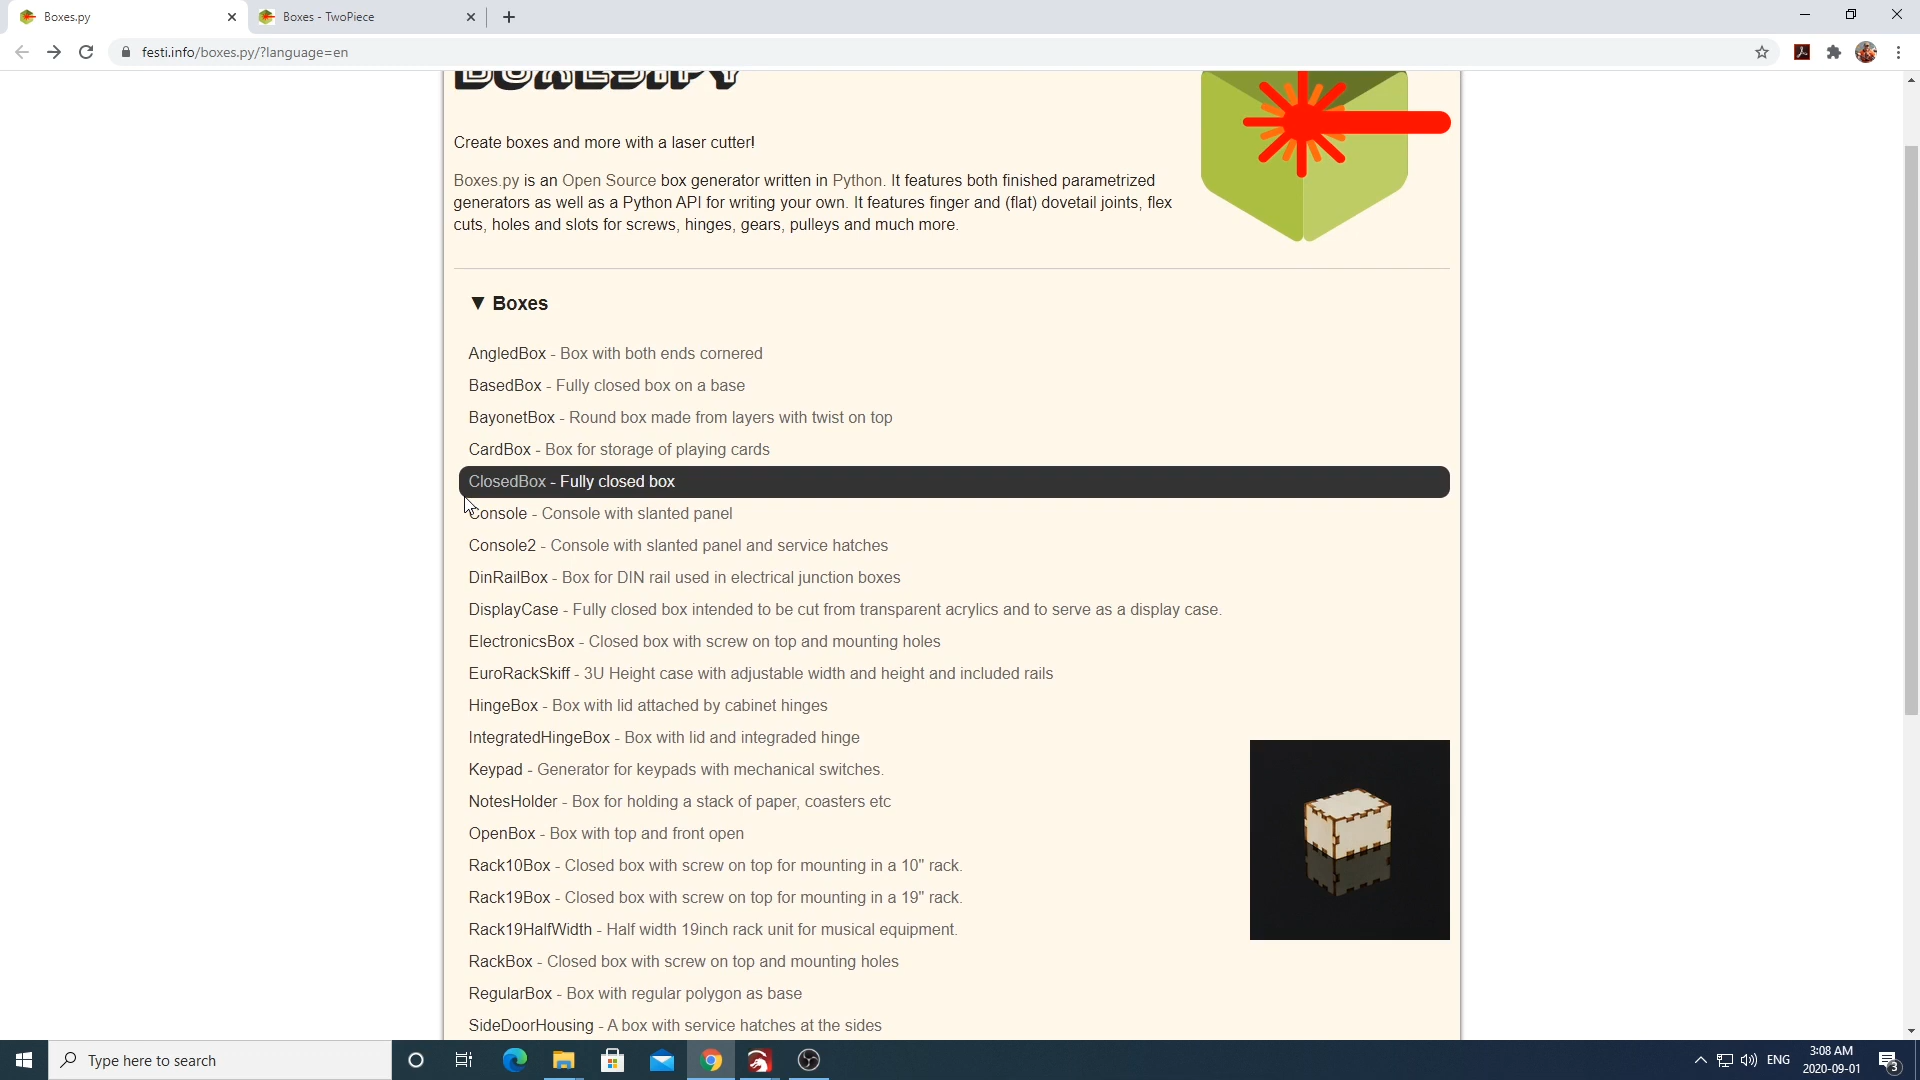 Boxes.py
Boxes - TwoPiece
festi.info/boxes.py/?language=en
BOXES.PY
Create boxes and more with a laser cutter!
Boxes.py is an Open Source box generator written in Python. It features both finished parametrized
generators as well as a Python API for writing your own. It features finger and (flat) dovetail joints, flex
cuts, holes and slots for screws, hinges, gears, pulleys and much more.
▼ Boxes
AngledBox - Box with both ends cornered
BasedBox - Fully closed box on a base
BayonetBox - Round box made from layers with twist on top
CardBox - Box for storage of playing cards
ClosedBox - Fully closed box
Console - Console with slanted panel
Console2 - Console with slanted panel and service hatches
DinRailBox - Box for DIN rail used in electrical junction boxes
DisplayCase - Fully closed box intended to be cut from transparent acrylics and to serve as a display case.
ElectronicsBox - Closed box with screw on top and mounting holes
EuroRackSkiff - 3U Height case with adjustable width and height and included rails
HingeBox - Box with lid attached by cabinet hinges
IntegratedHingeBox - Box with lid and integraded hinge
Keypad - Generator for keypads with mechanical switches.
NotesHolder - Box for holding a stack of paper, coasters etc
OpenBox - Box with top and front open
Rack10Box - Closed box with screw on top for mounting in a 10" rack.
Rack19Box - Closed box with screw on top for mounting in a 19" rack.
Rack19HalfWidth - Half width 19inch rack unit for musical equipment.
RackBox - Closed box with screw on top and mounting holes
RegularBox - Box with regular polygon as base
SideDoorHousing - A box with service hatches at the sides
Type here to search
ENG
3:08 AM
2020-09-01
3